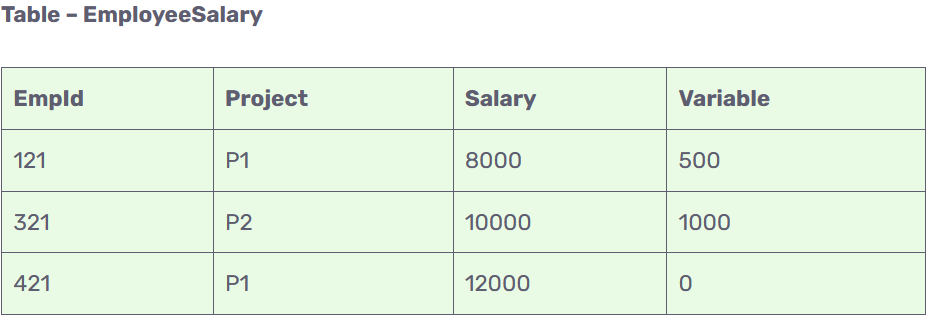 Table – EmployeeSalary
EmpId Project Salary Variable
121 P1 8000 500
321 P2 10000 1000
421 P1 12000 0